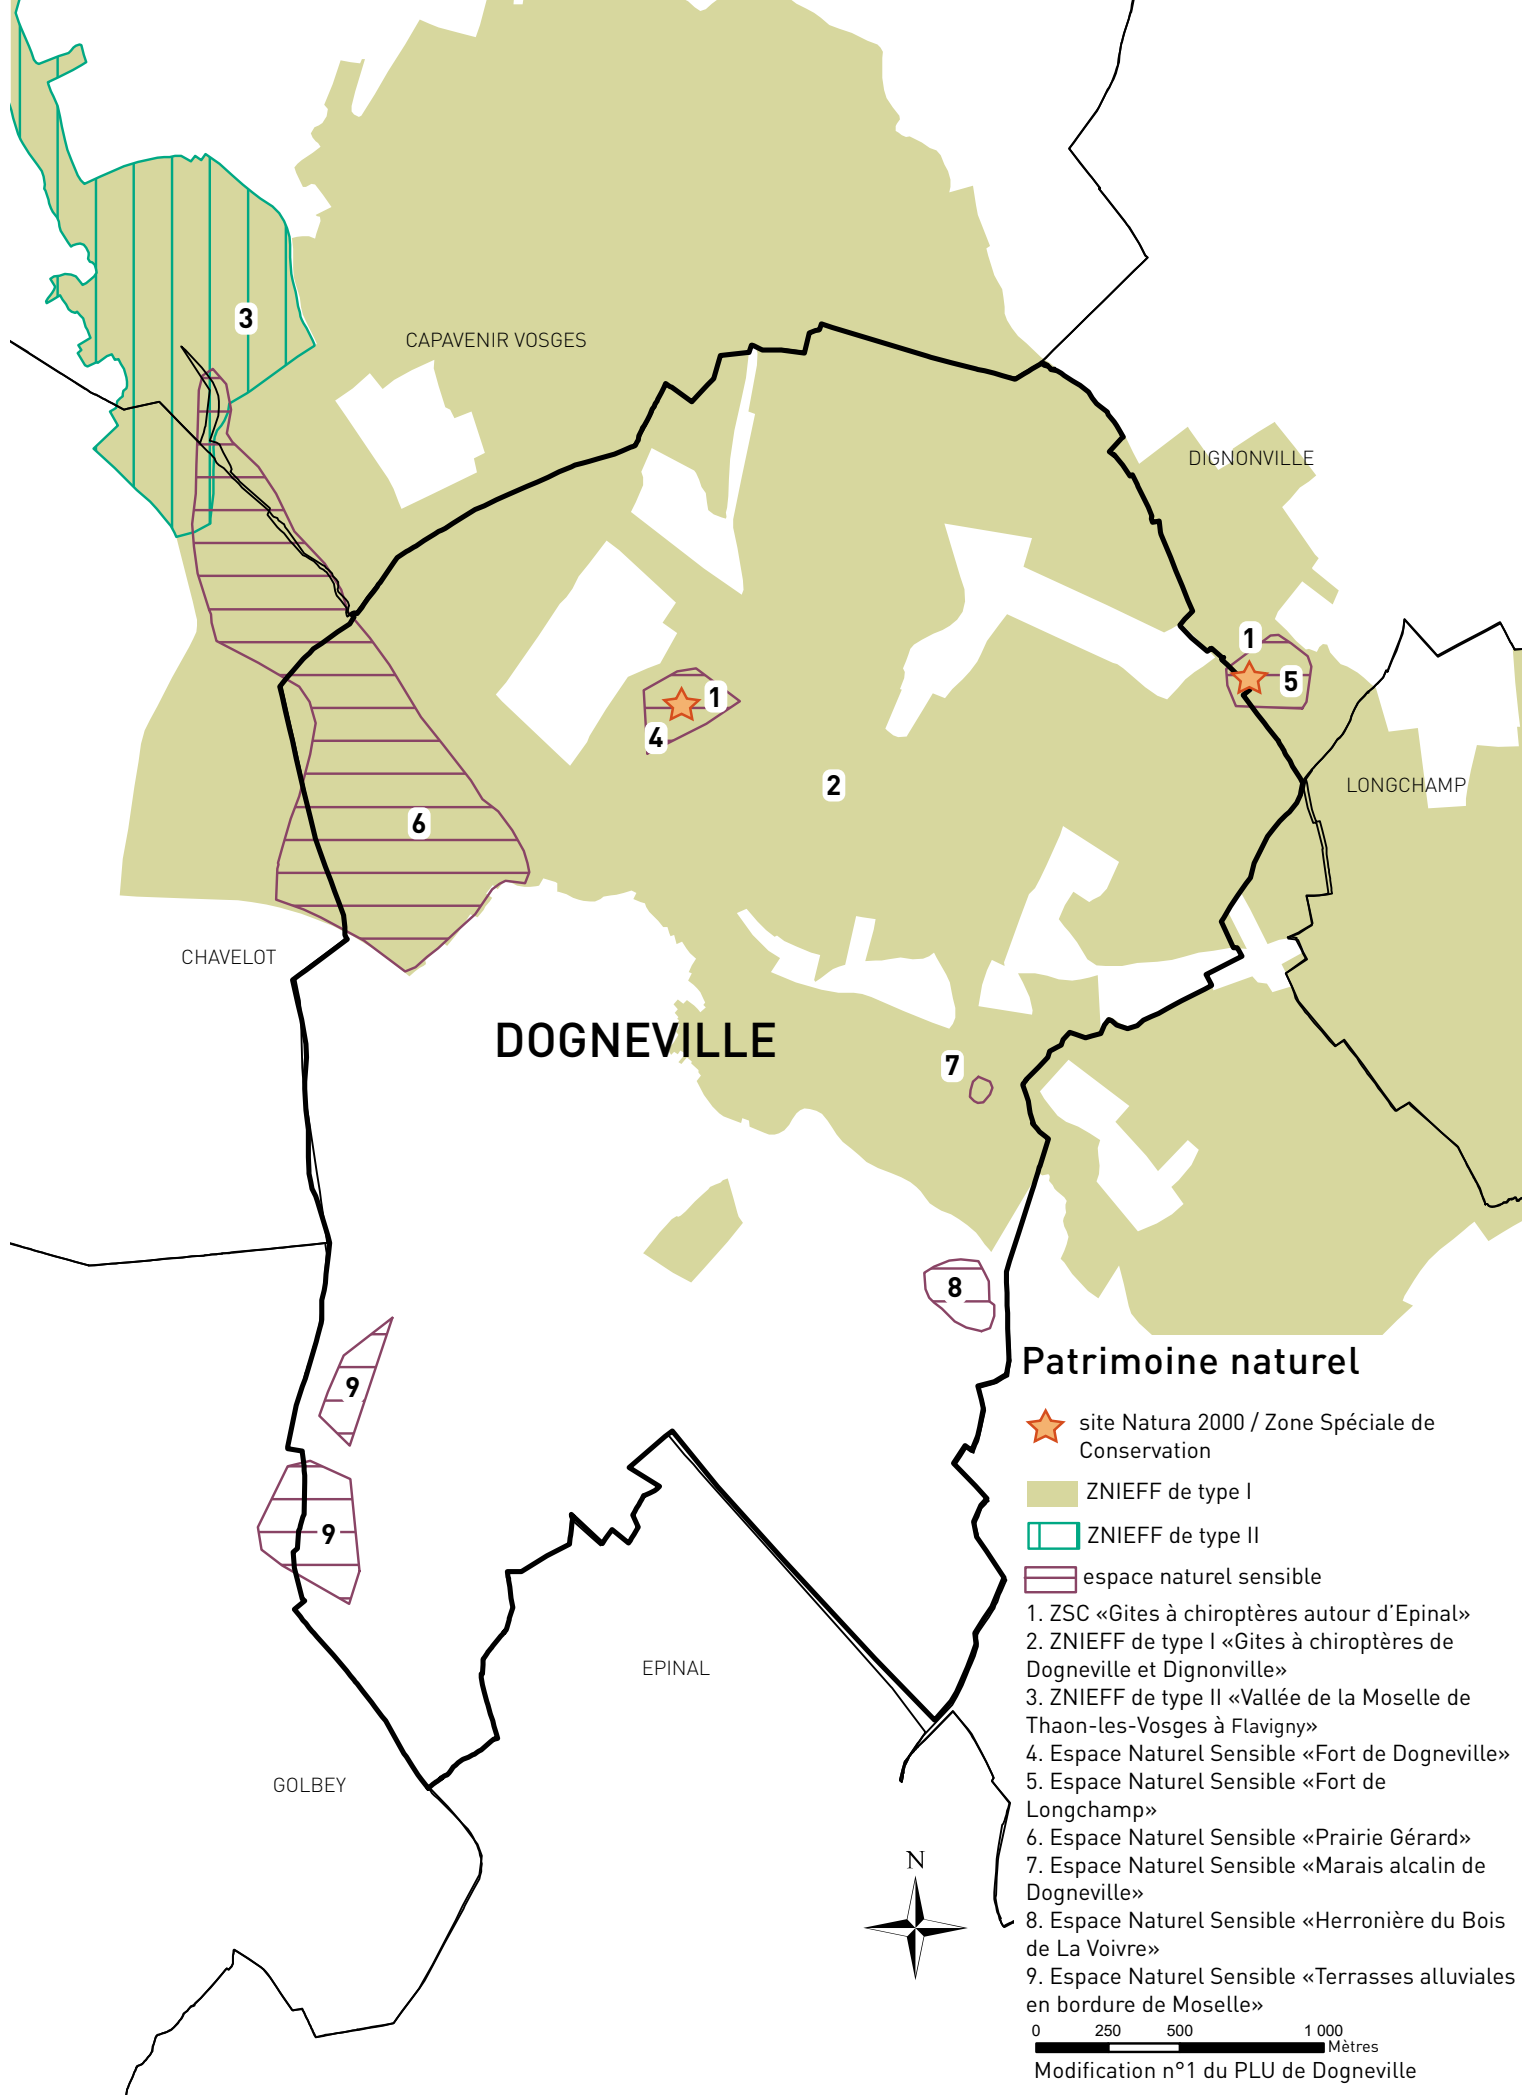 3
CAPAVENIR VOSGES
DIGNONVILLE
1
5
1
4
2
LONGCHAMP
6
CHAVELOT
DOGNEVILLE
7
8
9
9
EPINAL
GOLBEY
N
Patrimoine naturel
site Natura 2000 / Zone Spéciale de
Conservation
ZNIEFF de type I
ZNIEFF de type II
espace naturel sensible
1. ZSC «Gites à chiroptères autour d'Epinal»
2. ZNIEFF de type I «Gites à chiroptères de
Dogneville et Dignonville»
3. ZNIEFF de type II «Vallée de la Moselle de
Thaon-les-Vosges à Flavigny»
4. Espace Naturel Sensible «Fort de Dogneville»
5. Espace Naturel Sensible «Fort de
Longchamp»
6. Espace Naturel Sensible «Prairie Gérard»
7. Espace Naturel Sensible «Marais alcalin de
Dogneville»
8. Espace Naturel Sensible «Herronière du Bois
de La Voivre»
9. Espace Naturel Sensible «Terrasses alluviales
en bordure de Moselle»
0 250 500 1 000
Mètres
Modification n°1 du PLU de Dogneville